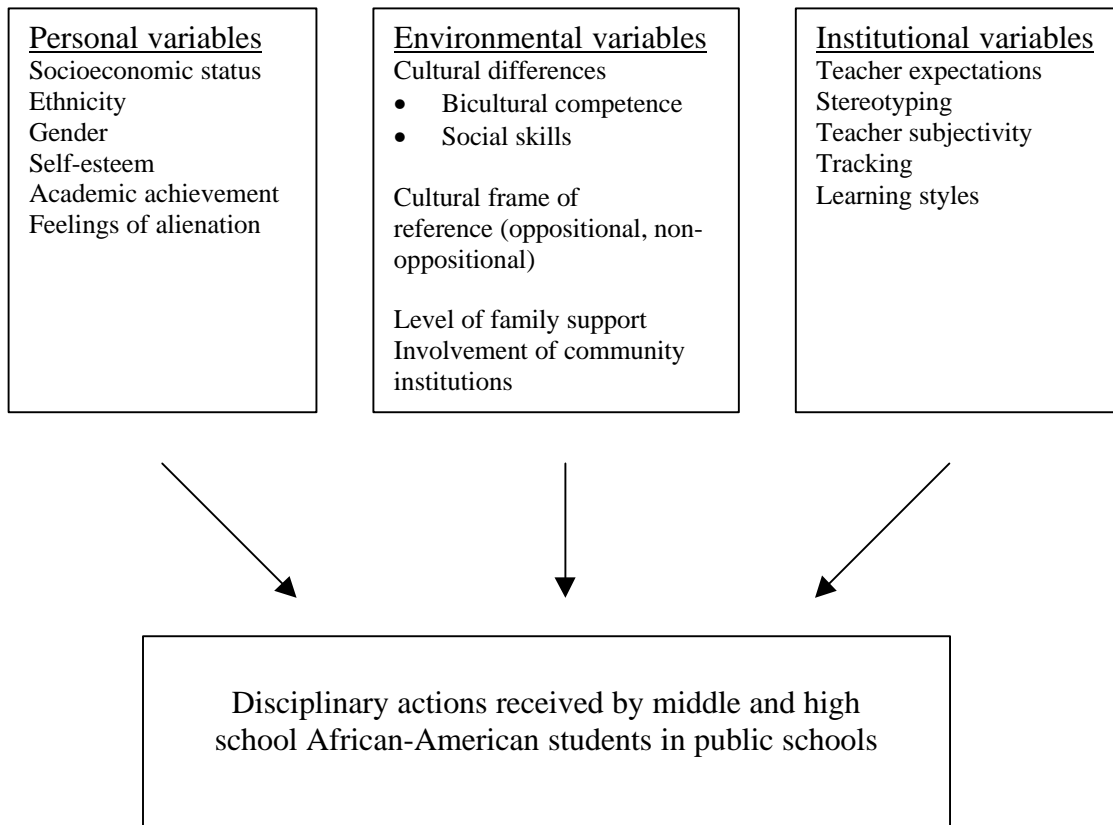 Personal variables
Socioeconomic status
Ethnicity
Gender
Self-esteem
Academic achievement
Feelings of alienation
Environmental variables
Cultural differences
• Bicultural competence
• Social skills
Cultural frame of
reference (oppositional, non-
oppositional)
Level of family support
Involvement of community
institutions
Institutional variables
Teacher expectations
Stereotyping
Teacher subjectivity
Tracking
Learning styles
Disciplinary actions received by middle and high
school African-American students in public schools